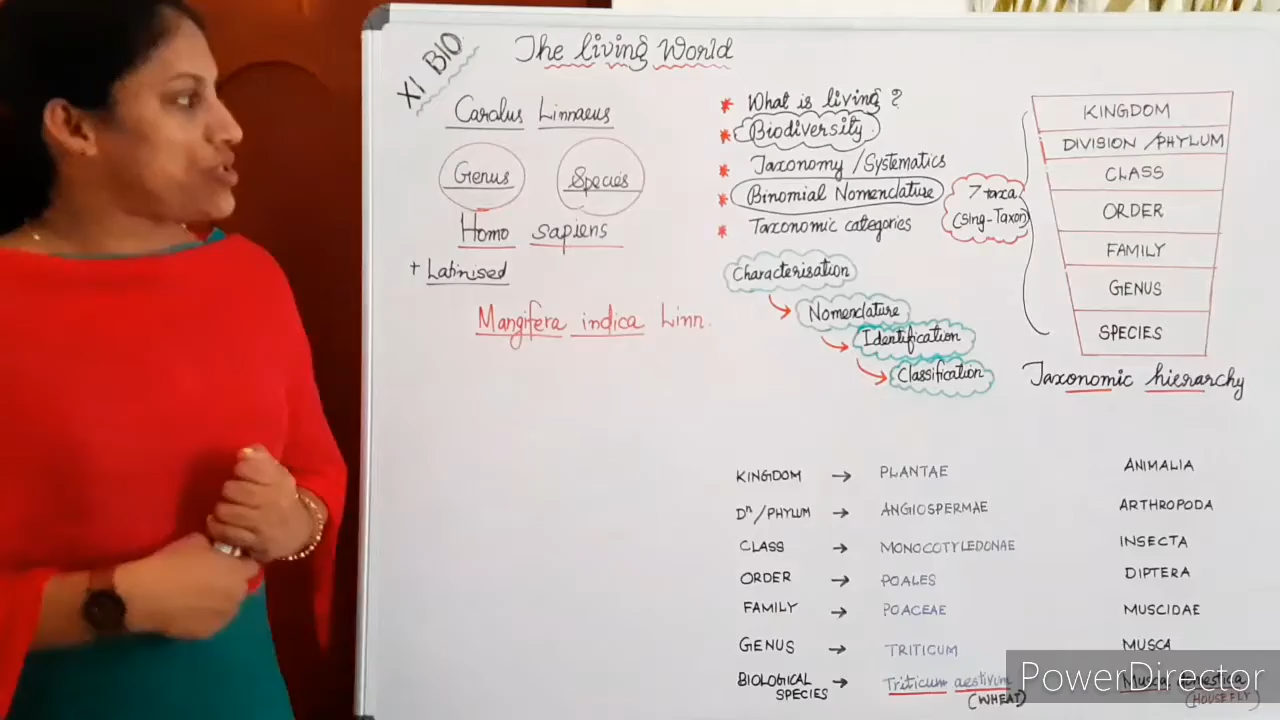 XI BIO
The living World
Carolus Linnaeus
Genus Species
Homo sapiens
+ Latinised
Mangifera indica Linn.
* What is living ?
* Biodiversity
* Taxonomy /Systematics
* Binomial Nomenclature
* Taxonomic categories
Characterisation
Nomenclature
Identification
Classification
7 taxa
(Sing-Taxon)
KINGDOM
DIVISION /PHYLUM
CLASS
ORDER
FAMILY
GENUS
SPECIES
Taxonomic hierarchy
KINGDOM → PLANTAE ANIMALIA
Dn/PHYLUM → ANGIOSPERMAE ARTHROPODA
CLASS → MONOCOTYLEDONAE INSECTA
ORDER → POALES DIPTERA
FAMILY → POACEAE MUSCIDAE
GENUS → TRITICUM MUSCA
BIOLOGICAL SPECIES → Triticum aestivum Musca domestica
(WHEAT) (HOUSEFLY)
PowerDirector